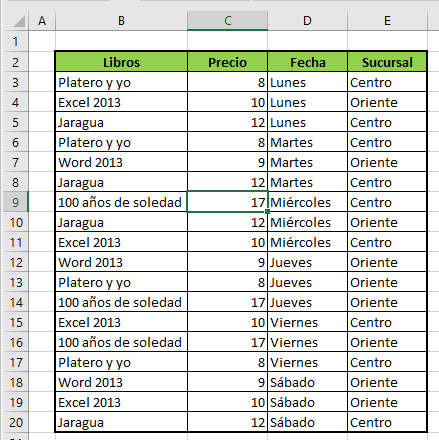 A B C D E
1
2 Libros Precio Fecha Sucursal
3 Platero y yo 8 Lunes Centro
4 Excel 2013 10 Lunes Oriente
5 Jaragua 12 Lunes Centro
6 Platero y yo 8 Martes Centro
7 Word 2013 9 Martes Oriente
8 Jaragua 12 Martes Centro
9 100 años de soledad 17 Miércoles Centro
10 Jaragua 12 Miércoles Oriente
11 Excel 2013 10 Miércoles Centro
12 Word 2013 9 Jueves Oriente
13 Platero y yo 8 Jueves Oriente
14 100 años de soledad 17 Jueves Oriente
15 Excel 2013 10 Viernes Centro
16 100 años de soledad 17 Viernes Oriente
17 Platero y yo 8 Viernes Centro
18 Word 2013 9 Sábado Oriente
19 Excel 2013 10 Sábado Oriente
20 Jaragua 12 Sábado Centro